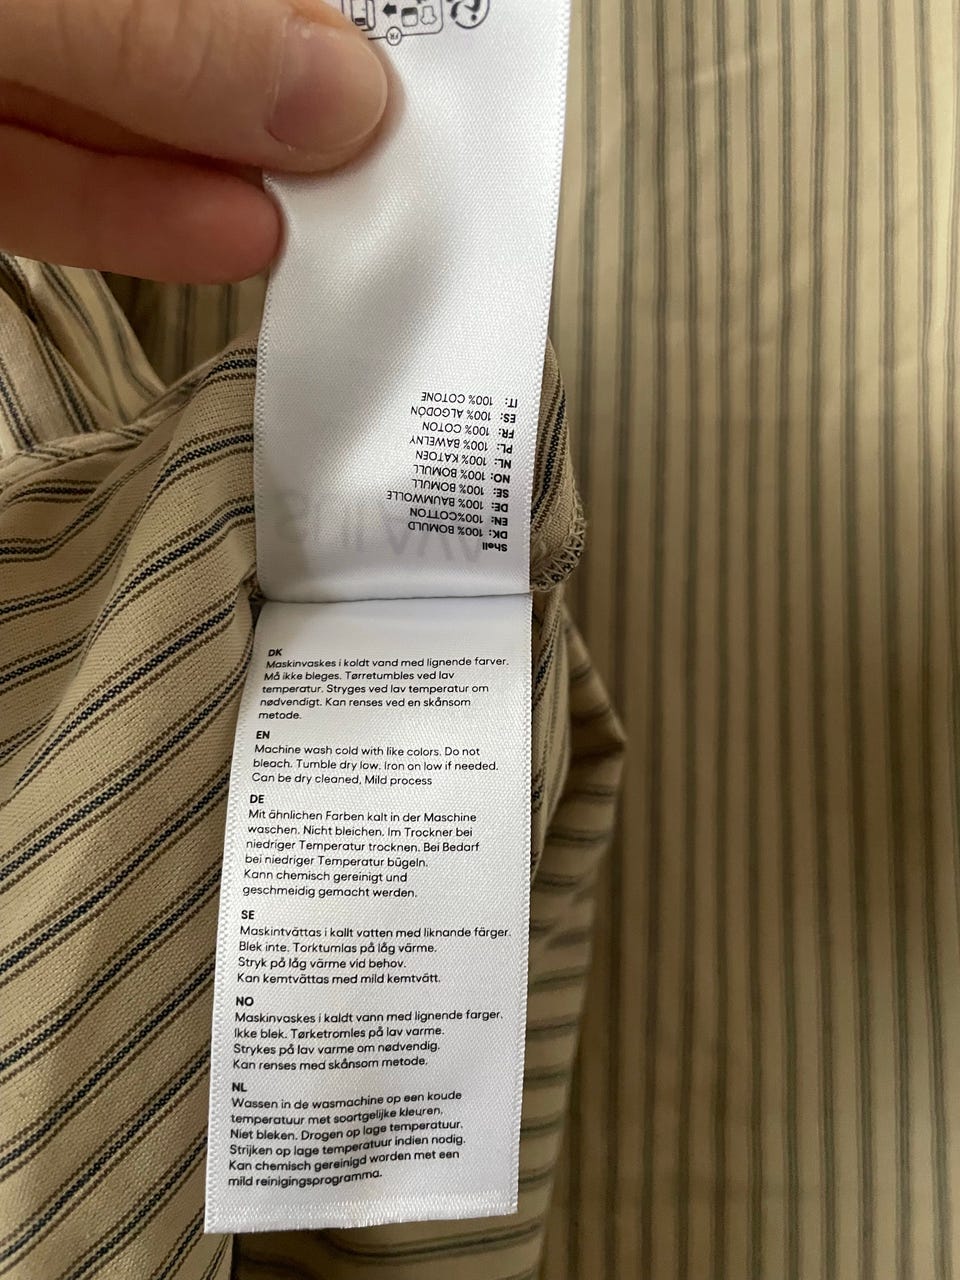 FR
Shell
DK: 100% BOMULD
EN: 100%COTTON
DE: 100% BAUMWOLLE
SE: 100% BOMULL
NO: 100% BOMULL
NL: 100% KATOEN
PL: 100% BAWEŁNY
FR: 100% COTON
ES: 100% ALGODÓN
IT: 100% COTONE
DK
Maskinvaskes i koldt vand med lignende farver.
Må ikke bleges. Tørretumbles ved lav
temperatur. Stryges ved lav temperatur om
nødvendigt. Kan renses ved en skånsom
metode.
EN
Machine wash cold with like colors. Do not
bleach. Tumble dry low. Iron on low if needed.
Can be dry cleaned, Mild process
DE
Mit ähnlichen Farben kalt in der Maschine
waschen. Nicht bleichen. Im Trockner bei
niedriger Temperatur trocknen. Bei Bedarf
bei niedriger Temperatur bügeln.
Kann chemisch gereinigt und
geschmeidig gemacht werden.
SE
Maskintvättas i kallt vatten med liknande färger.
Blek inte. Torktumlas på låg värme.
Stryk på låg värme vid behov.
Kan kemtvättas med mild kemtvätt.
NO
Maskinvaskes i kaldt vann med lignende farger.
Ikke blek. Tørketromles på lav varme.
Strykes på lav varme om nødvendig.
Kan renses med skånsom metode.
NL
Wassen in de wasmachine op een koude
temperatuur met soortgelijke kleuren.
Niet bleken. Drogen op lage temperatuur.
Strijken op lage temperatuur indien nodig.
Kan chemisch gereinigd worden met een
mild reinigingsprogramma.